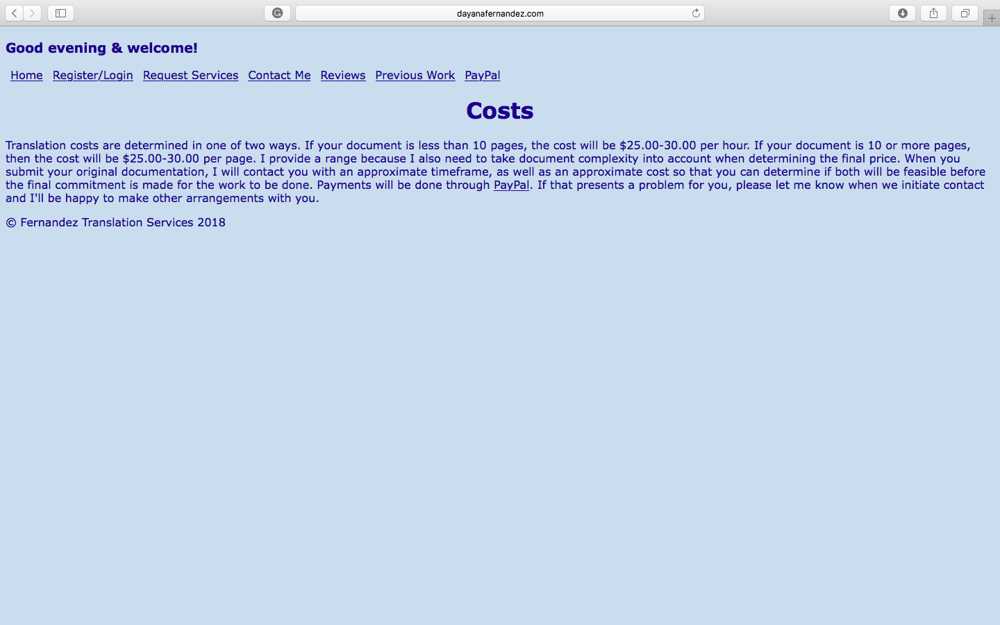 dayanafernandez.com
Good evening & welcome!
Home Register/Login Request Services Contact Me Reviews Previous Work PayPal
Costs
Translation costs are determined in one of two ways. If your document is less than 10 pages, the cost will be $25.00-30.00 per hour. If your document is 10 or more pages,
then the cost will be $25.00-30.00 per page. I provide a range because I also need to take document complexity into account when determining the final price. When you
submit your original documentation, I will contact you with an approximate timeframe, as well as an approximate cost so that you can determine if both will be feasible before
the final commitment is made for the work to be done. Payments will be done through PayPal. If that presents a problem for you, please let me know when we initiate contact
and I'll be happy to make other arrangements with you.
© Fernandez Translation Services 2018